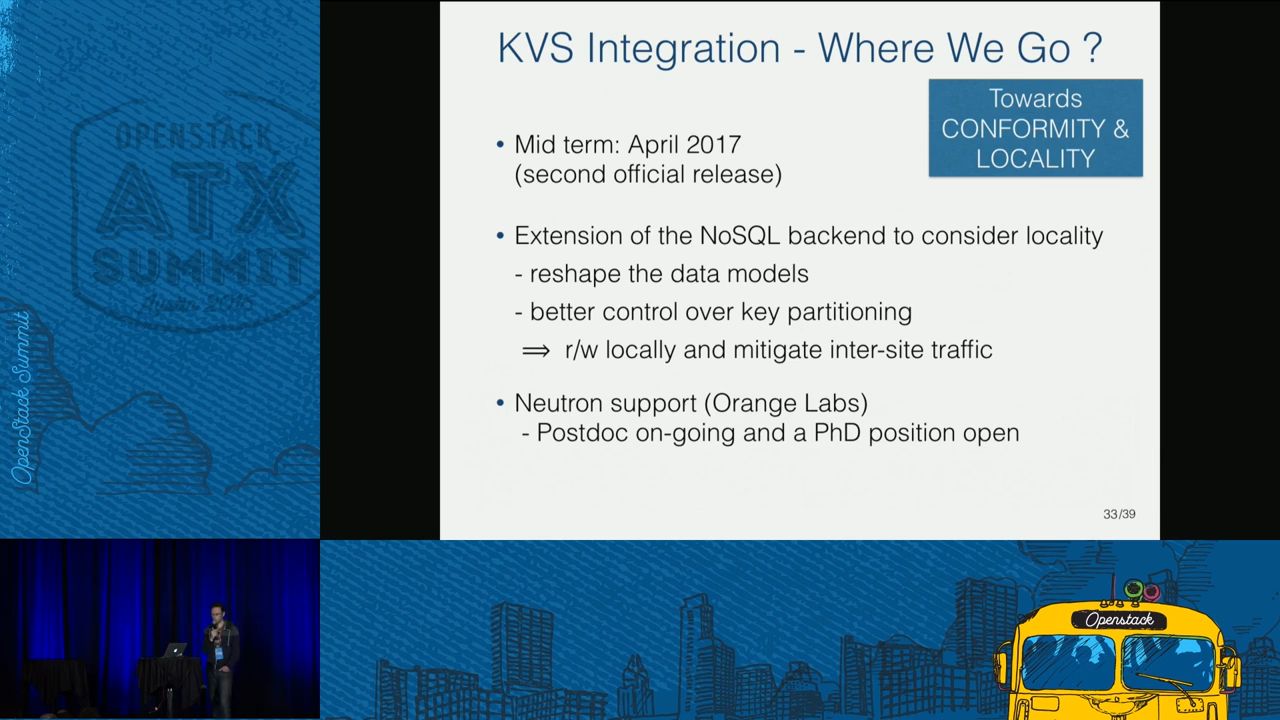 KVS Integration - Where We Go ?
Towards
CONFORMITY &
LOCALITY
• Mid term: April 2017
(second official release)
• Extension of the NoSQL backend to consider locality
- reshape the data models
- better control over key partitioning
⟹ r/w locally and mitigate inter-site traffic
• Neutron support (Orange Labs)
- Postdoc on-going and a PhD position open
33/39
OPENSTACK
ATX
SUMMIT
Austin 2016
OpenStack Summit
Openstack